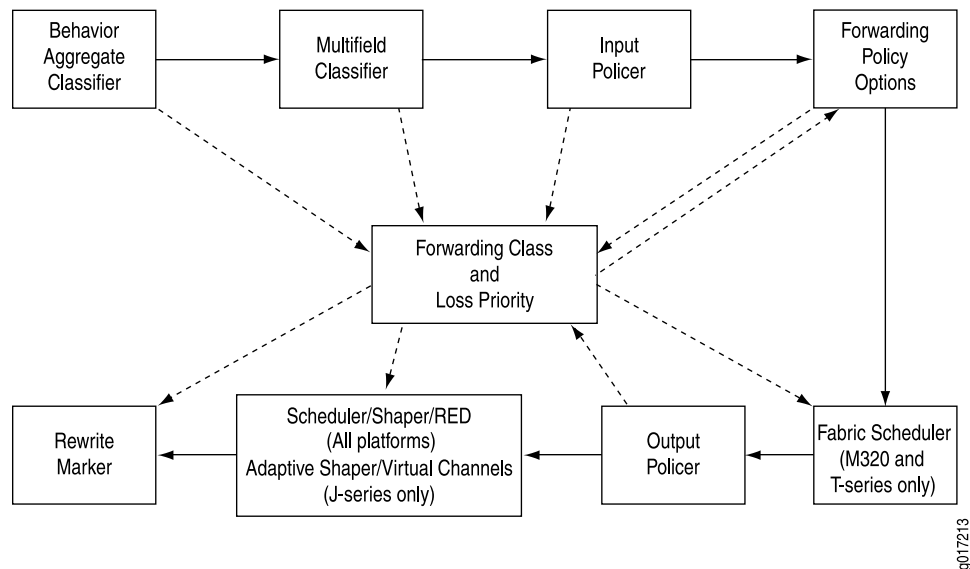 Behavior
Aggregate
Classifier
Multifield
Classifier
Input
Policer
Forwarding
Policy
Options
Forwarding Class
and
Loss Priority
Rewrite
Marker
Scheduler/Shaper/RED
(All platforms)
Adaptive Shaper/Virtual Channels
(J-series only)
Output
Policer
Fabric Scheduler
(M320 and
T-series only)
g017213